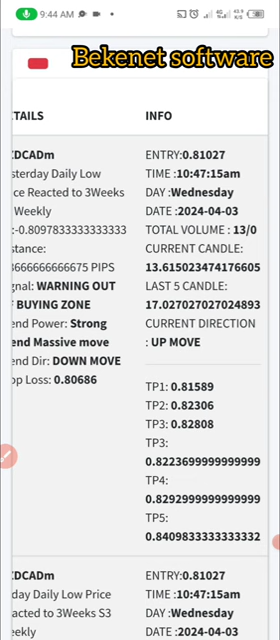 9:44 AM
Bekenet software
TAILS
INFO
DCADm
sterday Daily Low
ce Reacted to 3Weeks
Weekly
:-0.8097833333333333
stance:
3666666666675 PIPS
gnal: WARNING OUT
F BUYING ZONE
end Power: Strong
end Massive move
end Dir: DOWN MOVE
op Loss: 0.80686
ENTRY:0.81027
TIME :10:47:15am
DAY :Wednesday
DATE :2024-04-03
TOTAL VOLUME : 13/0
CURRENT CANDLE:
13.615023474176605
LAST 5 CANDLE:
17.027027027024893
CURRENT DIRECTION
: UP MOVE
TP1: 0.81589
TP2: 0.82306
TP3: 0.82808
TP3:
0.8223699999999999
TP4:
0.8292999999999999
TP5:
0.8409833333333332
DCADm
day Daily Low Price
acted to 3Weeks S3
eekly
ENTRY:0.81027
TIME :10:47:15am
DAY :Wednesday
DATE :2024-04-03